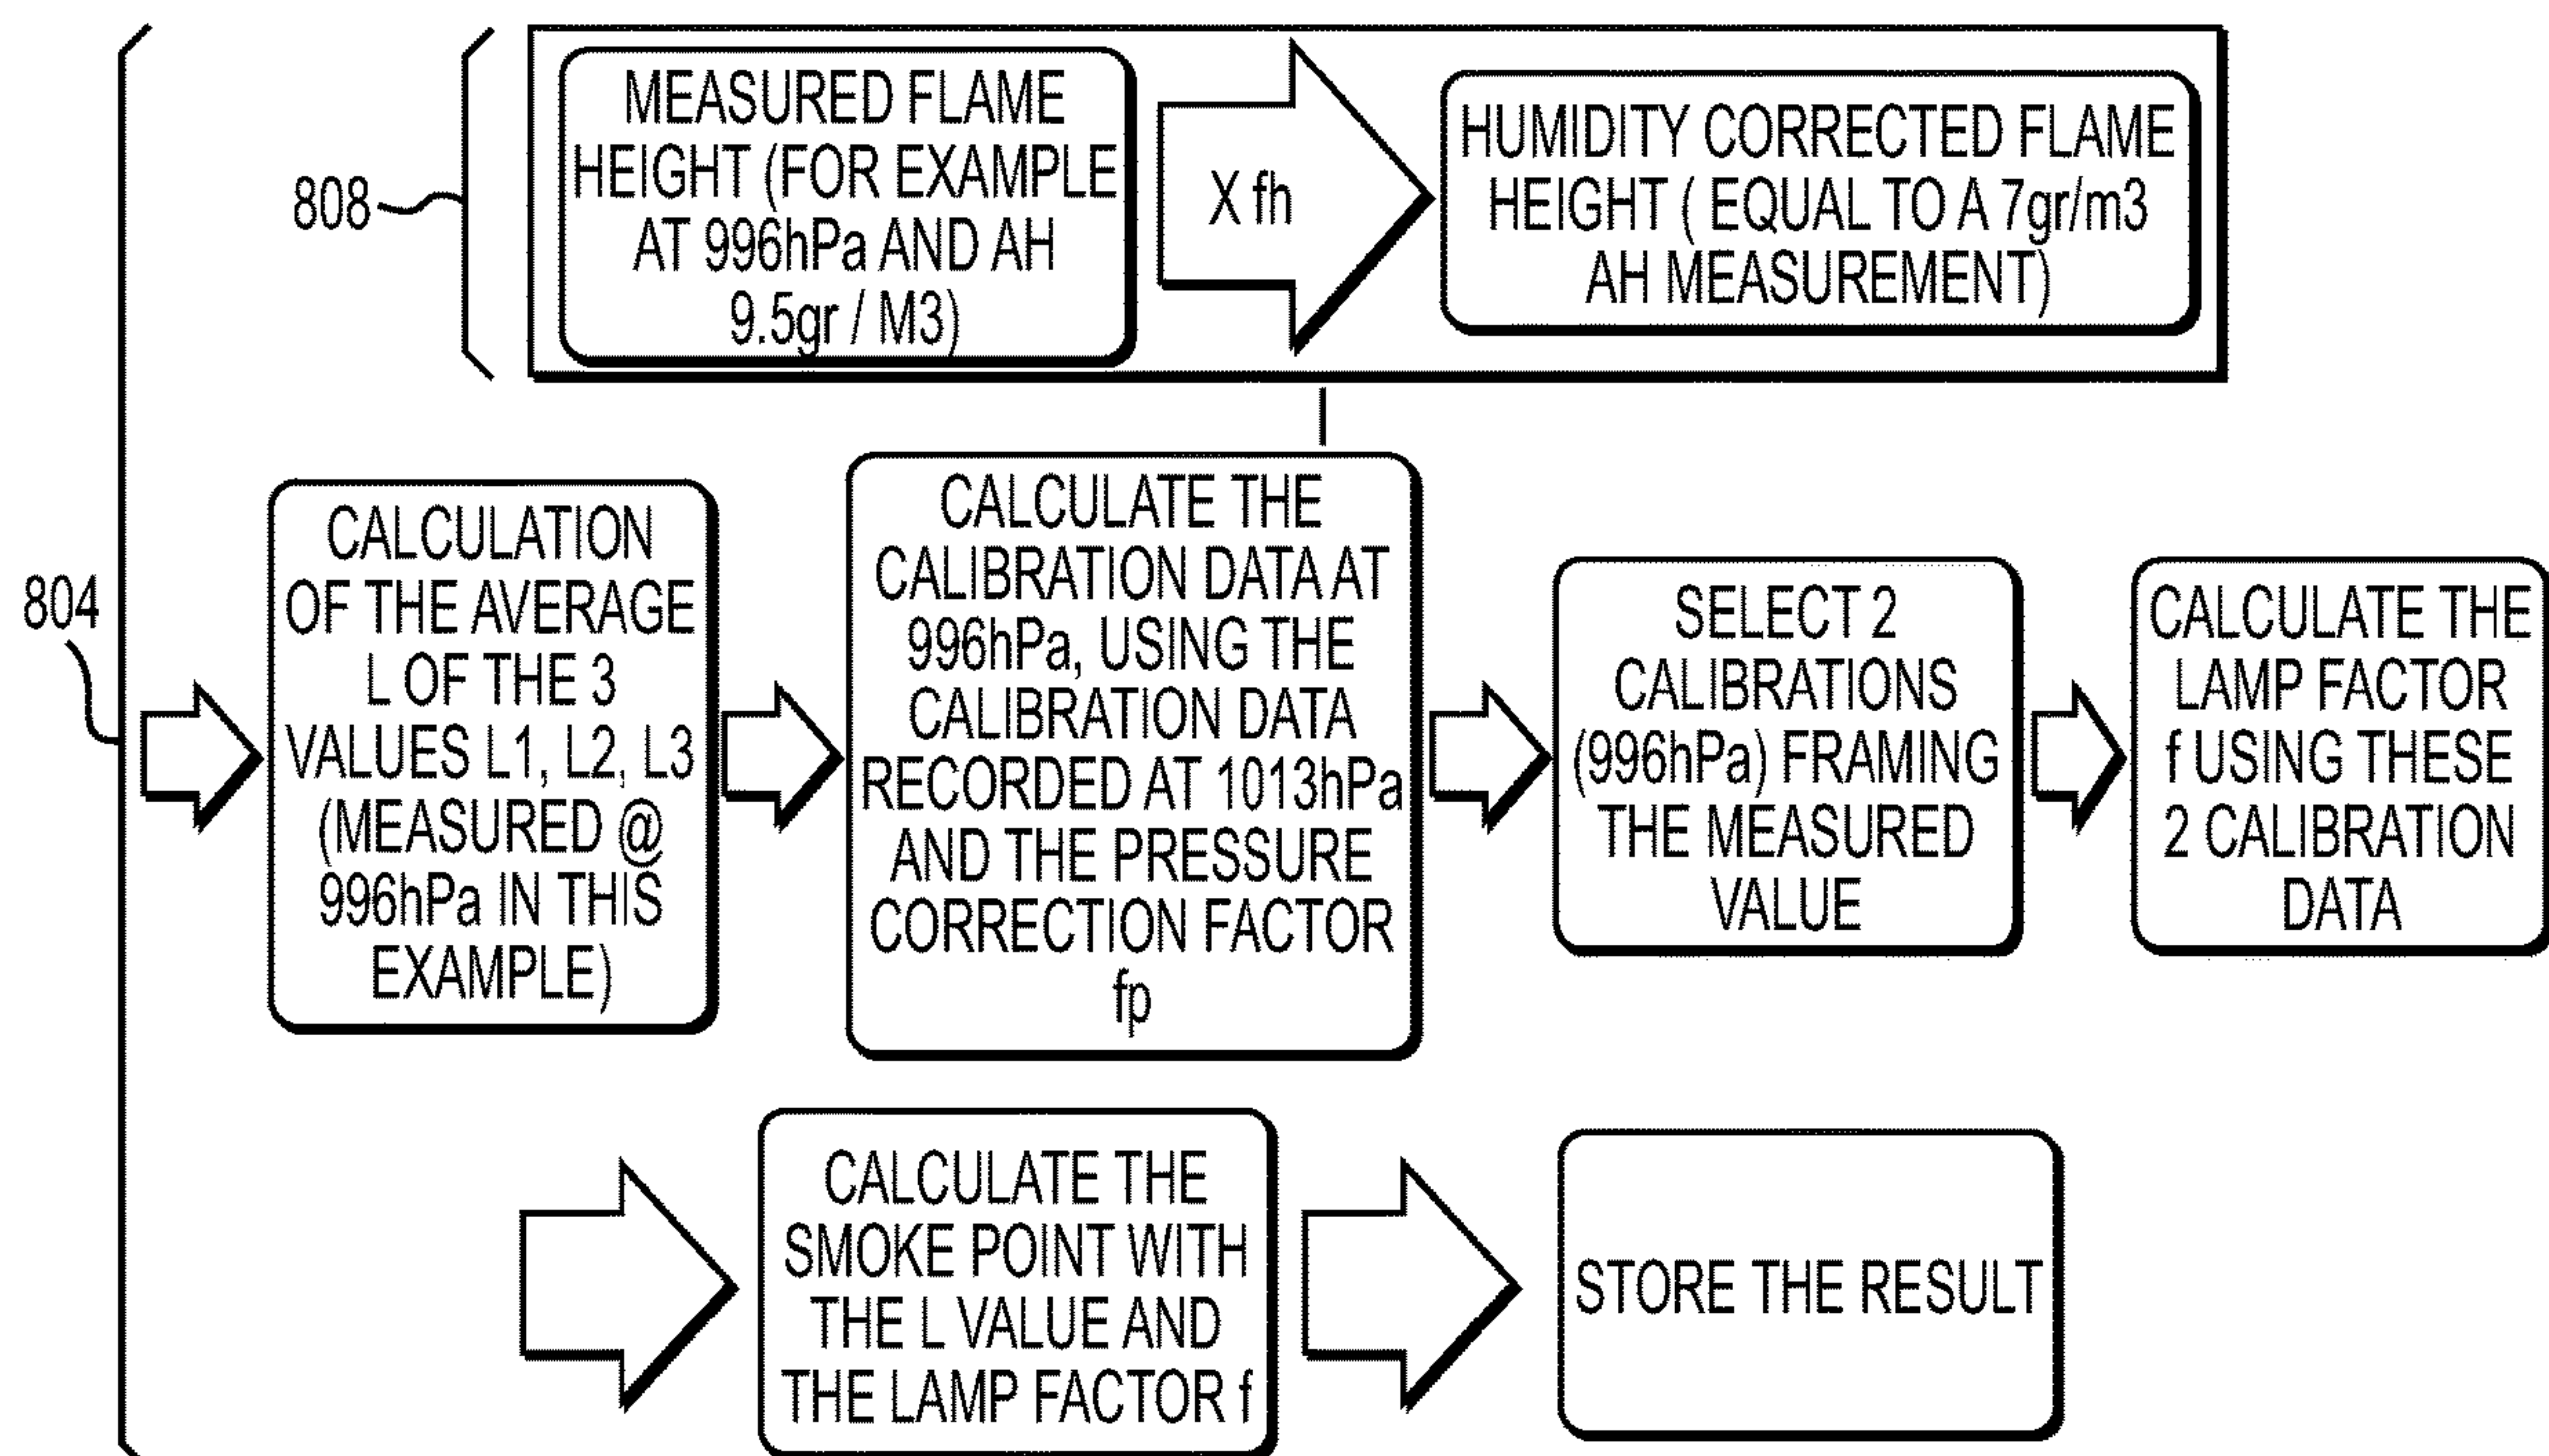 808
MEASURED FLAME
HEIGHT (FOR EXAMPLE
AT 996hPa AND AH
9.5gr / M3)
X fh
HUMIDITY CORRECTED FLAME
HEIGHT ( EQUAL TO A 7gr/m3
AH MEASUREMENT)
804
CALCULATION
OF THE AVERAGE
L OF THE 3
VALUES L1, L2, L3
(MEASURED @
996hPa IN THIS
EXAMPLE)
CALCULATE THE
CALIBRATION DATA AT
996hPa, USING THE
CALIBRATION DATA
RECORDED AT 1013hPa
AND THE PRESSURE
CORRECTION FACTOR
fp
SELECT 2
CALIBRATIONS
(996hPa) FRAMING
THE MEASURED
VALUE
CALCULATE THE
LAMP FACTOR
f USING THESE
2 CALIBRATION
DATA
CALCULATE THE
SMOKE POINT WITH
THE L VALUE AND
THE LAMP FACTOR f
STORE THE RESULT